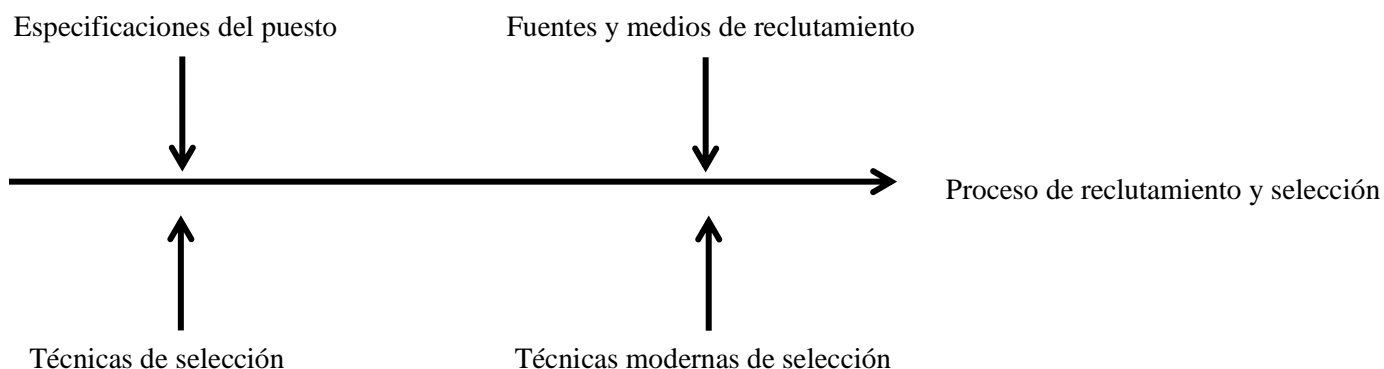 Especificaciones del puesto
Fuentes y medios de reclutamiento
Proceso de reclutamiento y selección
Técnicas de selección
Técnicas modernas de selección